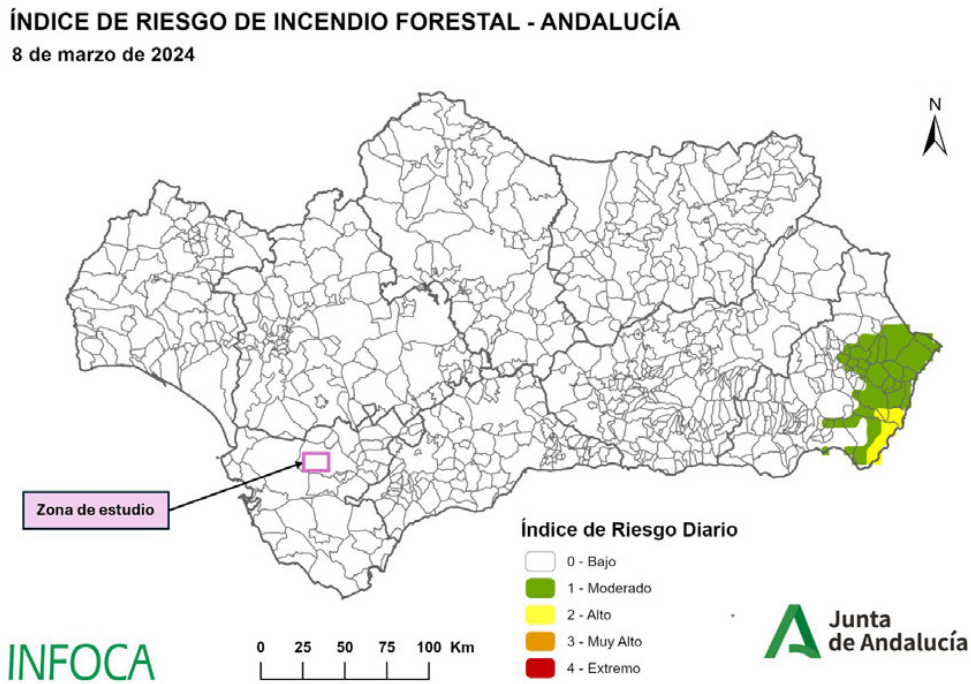 ÍNDICE DE RIESGO DE INCENDIO FORESTAL - ANDALUCÍA
8 de marzo de 2024
N
Zona de estudio
Índice de Riesgo Diario
0 - Bajo
1 - Moderado
2 - Alto
3 - Muy Alto
4 - Extremo
INFOCA
0 25 50 75 100 Km
Junta
de Andalucía